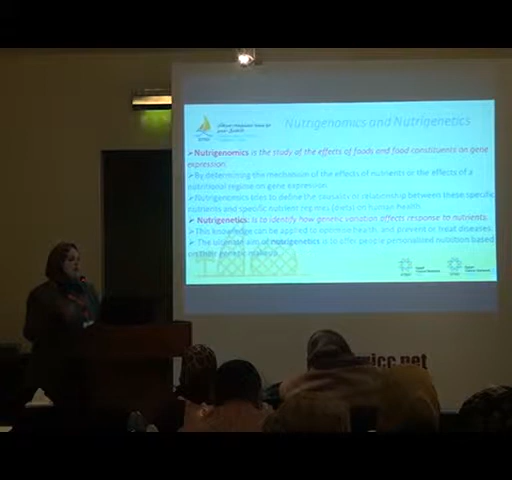 Nutrigenomics and Nutrigenetics
➢Nutrigenomics is the study of the effects of foods and food constituents on gene
expression.
➢By determining the mechanism of the effects of nutrients or the effects of a
nutritional regime on gene expression.
➢Nutrigenomics tries to define the causality or relationship between these specific
nutrients and specific nutrient regimes (diets) on human health.
➢Nutrigenetics: Is to identify how genetic variation affects response to nutrients.
➢This knowledge can be applied to optimise health, and prevent or treat diseases.
➢ The ultimate aim of nutrigenetics is to offer people personalized nutrition based
on their genetic makeup.
icc.net